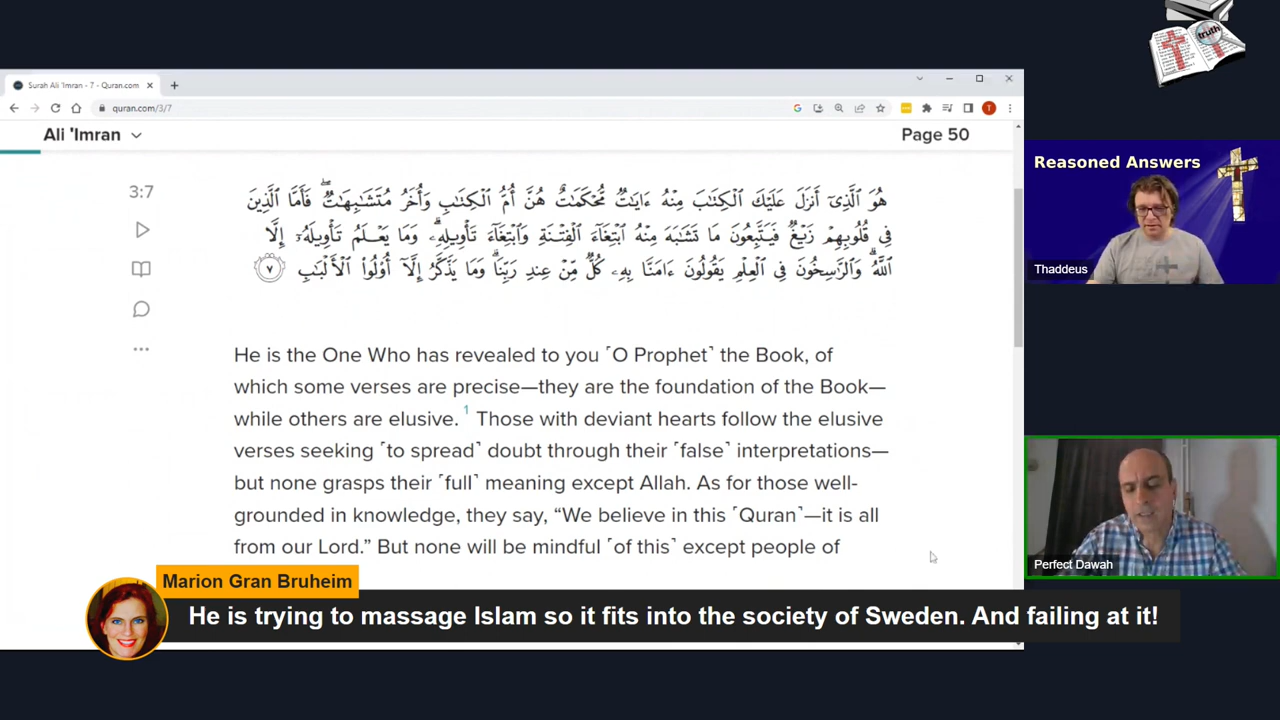 Surah Ali 'Imran - 7 - Quran.com
quran.com/3/7
T
truth
Ali 'Imran
Page 50
3:7
هُوَ ٱلَّذِىٓ أَنزَلَ عَلَيْكَ ٱلْكِتَـٰبَ مِنْهُ ءَايَـٰتٌۭ مُّحْكَمَـٰتٌ هُنَّ أُمُّ ٱلْكِتَـٰبِ وَأُخَرُ مُتَشَـٰبِهَـٰتٌۭ ۖ فَأَمَّا ٱلَّذِينَ
فِى قُلُوبِهِمْ زَيْغٌۭ فَيَتَّبِعُونَ مَا تَشَـٰبَهَ مِنْهُ ٱبْتِغَآءَ ٱلْفِتْنَةِ وَٱبْتِغَآءَ تَأْوِيلِهِۦ ۗ وَمَا يَعْلَمُ تَأْوِيلَهُۥٓ إِلَّا
ٱللَّهُ ۗ وَٱلرَّٰسِخُونَ فِى ٱلْعِلْمِ يَقُولُونَ ءَامَنَّا بِهِۦ كُلٌّۭ مِّنْ عِندِ رَبِّنَا ۗ وَمَا يَذَّكَّرُ إِلَّآ أُو۟لُوا۟ ٱلْأَلْبَـٰبِ ٧
He is the One Who has revealed to you ˹O Prophet˺ the Book, of
which some verses are precise—they are the foundation of the Book—
while others are elusive. 1 Those with deviant hearts follow the elusive
verses seeking ˹to spread˺ doubt through their ˹false˺ interpretations—
but none grasps their ˹full˺ meaning except Allah. As for those well-
grounded in knowledge, they say, “We believe in this ˹Quran˺—it is all
from our Lord.” But none will be mindful ˹of this˺ except people of
Reasoned Answers
Thaddeus
Perfect Dawah
Marion Gran Bruheim
He is trying to massage Islam so it fits into the society of Sweden. And failing at it!